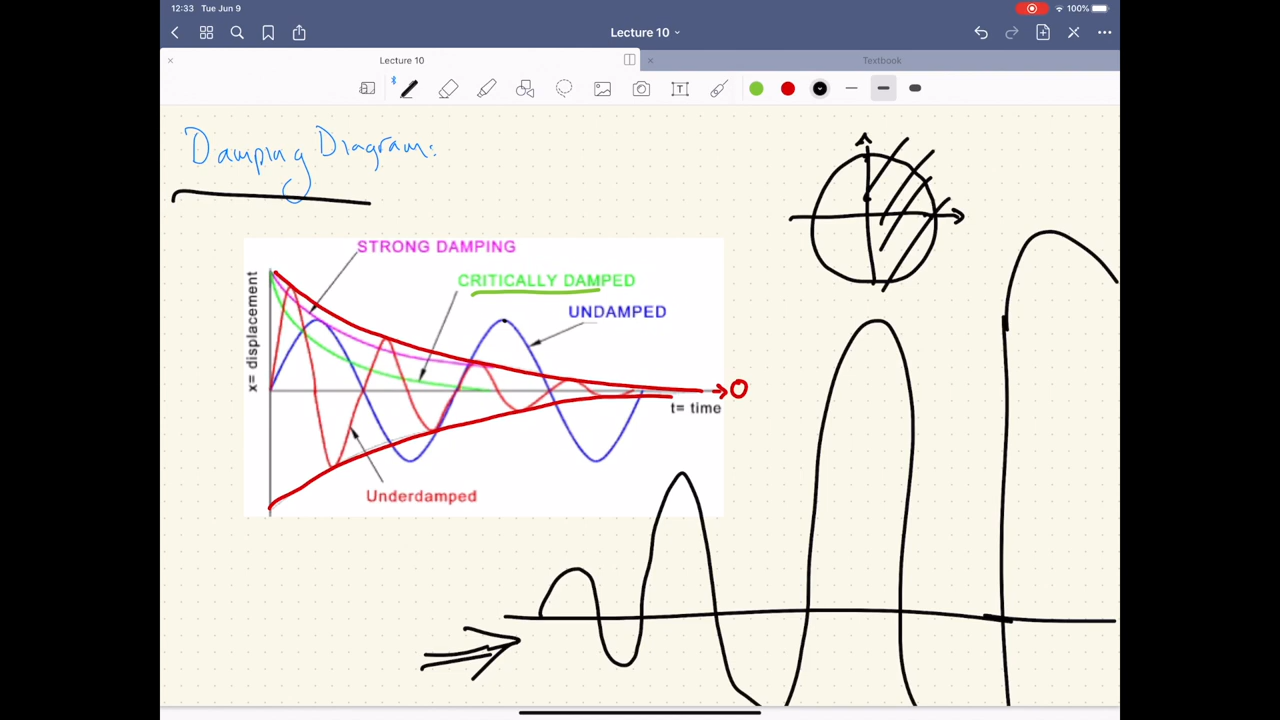 12:33 Tue Jun 9
100%
Lecture 10
Lecture 10
Textbook
T
Damping Diagram:
STRONG DAMPING
CRITICALLY DAMPED
UNDAMPED
x= displacement
0
t= time
Underdamped